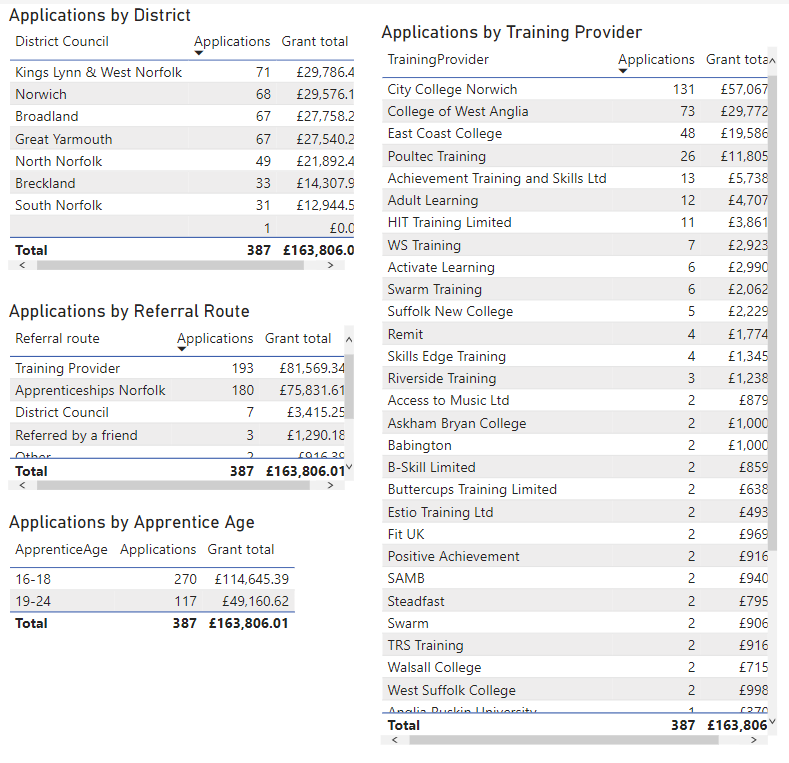 Applications by District
District Council Applications Grant total
Kings Lynn & West Norfolk 71 £29,786.4
Norwich 68 £29,576.1
Broadland 67 £27,758.2
Great Yarmouth 67 £27,540.2
North Norfolk 49 £21,892.4
Breckland 33 £14,307.9
South Norfolk 31 £12,944.5
1 £0.0
Total 387 £163,806.0
Applications by Referral Route
Referral route Applications Grant total
Training Provider 193 £81,569.34
Apprenticeships Norfolk 180 £75,831.61
District Council 7 £3,415.25
Referred by a friend 3 £1,290.18
Other 2 £916.39
Total 387 £163,806.01
Applications by Apprentice Age
ApprenticeAge Applications Grant total
16-18 270 £114,645.39
19-24 117 £49,160.62
Total 387 £163,806.01
Applications by Training Provider
TrainingProvider Applications Grant tota
City College Norwich 131 £57,067
College of West Anglia 73 £29,772
East Coast College 48 £19,586
Poultec Training 26 £11,805
Achievement Training and Skills Ltd 13 £5,738
Adult Learning 12 £4,707
HIT Training Limited 11 £3,861
WS Training 7 £2,923
Activate Learning 6 £2,990
Swarm Training 6 £2,062
Suffolk New College 5 £2,229
Remit 4 £1,774
Skills Edge Training 4 £1,345
Riverside Training 3 £1,238
Access to Music Ltd 2 £879
Askham Bryan College 2 £1,000
Babington 2 £1,000
B-Skill Limited 2 £859
Buttercups Training Limited 2 £638
Estio Training Ltd 2 £493
Fit UK 2 £969
Positive Achievement 2 £916
SAMB 2 £940
Steadfast 2 £795
Swarm 2 £906
TRS Training 2 £916
Walsall College 2 £715
West Suffolk College 2 £998
Anglia Ruskin University 1 £370
Total 387 £163,806